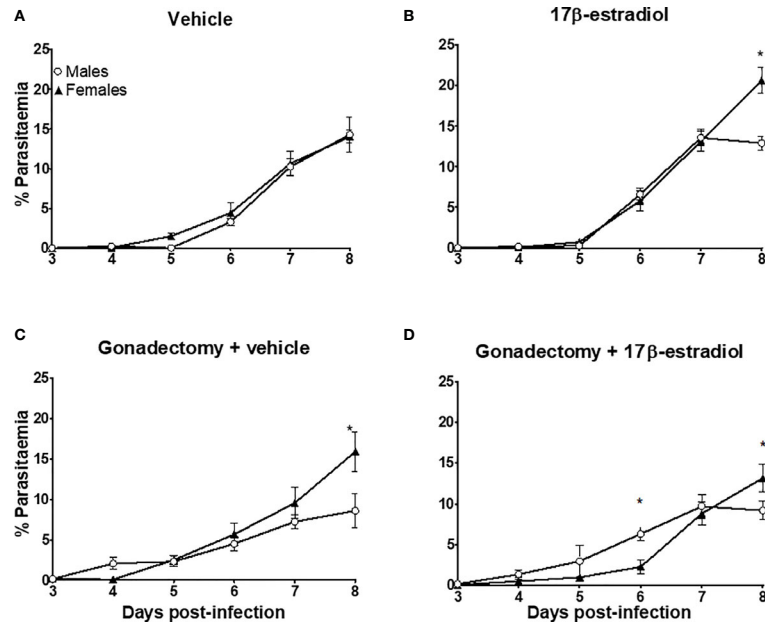 A
Vehicle
25
20
15
10
5
0
% Parasitaemia
Males
Females
3 4 5 6 7 8
B
17β-estradiol
25
20
15
10
5
0
*
3 4 5 6 7 8
C
Gonadectomy + vehicle
25
20
15
10
5
0
% Parasitaemia
*
3 4 5 6 7 8
Days post-infection
D
Gonadectomy + 17β-estradiol
25
20
15
10
5
0
*
*
3 4 5 6 7 8
Days post-infection